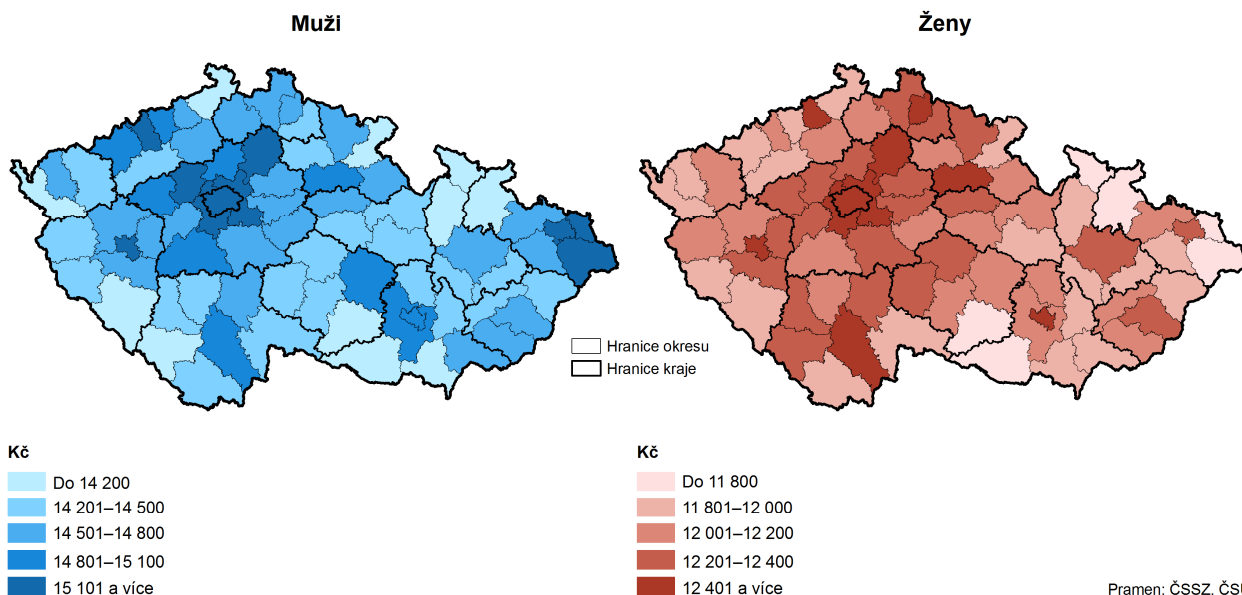 Muži
Ženy
Hranice okresu
Hranice kraje
Kč
Do 14 200
14 201–14 500
14 501–14 800
14 801–15 100
15 101 a více
Kč
Do 11 800
11 801–12 000
12 001–12 200
12 201–12 400
12 401 a více
Pramen: ČSSZ,